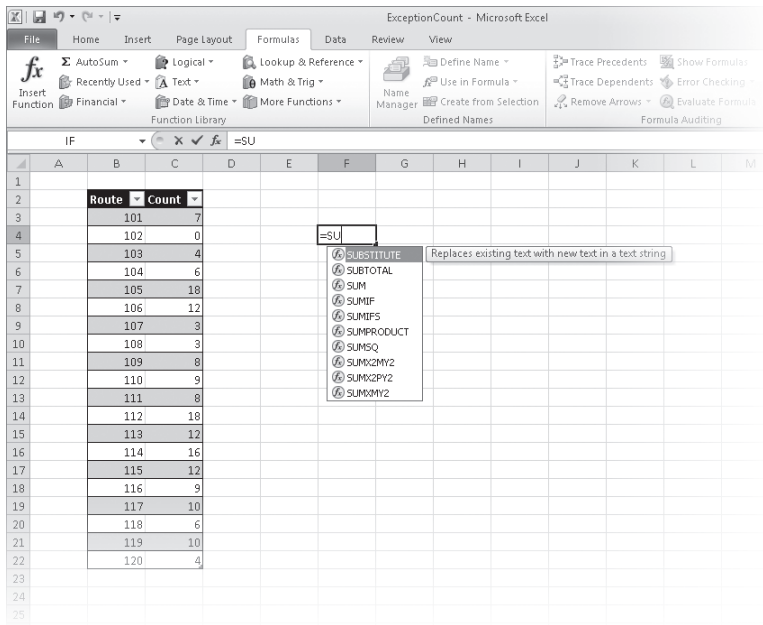 ExceptionCount - Microsoft Excel
File Home Insert Page Layout Formulas Data Review View
fx Insert Function
Σ AutoSum
Recently Used
Financial
Logical
Text
Date & Time
Lookup & Reference
Math & Trig
More Functions
Function Library
Name Manager
Define Name
Use in Formula
Create from Selection
Defined Names
Trace Precedents
Trace Dependents
Remove Arrows
Show Formulas
Error Checking
Evaluate Formula
Formula Auditing
IF fx =SU
A B C D E F G H I J K L M
1
2 Route Count
3 101 7
4 102 0 =SU
5 103 4 SUBSTITUTE Replaces existing text with new text in a text string
6 104 6 SUBTOTAL
7 105 18 SUM
8 106 12 SUMIF
SUMIFS
9 107 3 SUMPRODUCT
10 108 3 SUMSQ
11 109 8 SUMX2MY2
12 110 9 SUMX2PY2
13 111 8 SUMXMY2
14 112 18
15 113 12
16 114 16
17 115 12
18 116 9
19 117 10
20 118 6
21 119 10
22 120 4
23
24
25